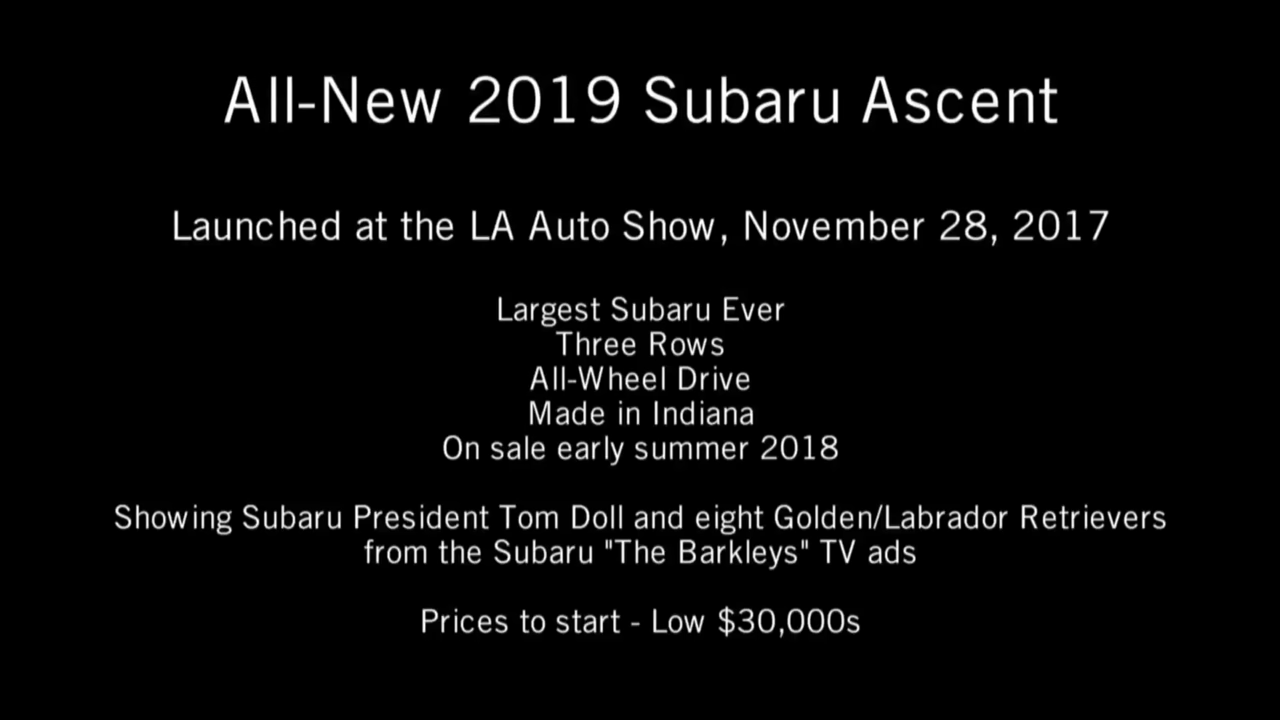 All-New 2019 Subaru Ascent
Launched at the LA Auto Show, November 28, 2017
Largest Subaru Ever
Three Rows
All-Wheel Drive
Made in Indiana
On sale early summer 2018
Showing Subaru President Tom Doll and eight Golden/Labrador Retrievers
from the Subaru "The Barkleys" TV ads
Prices to start - Low $30,000s